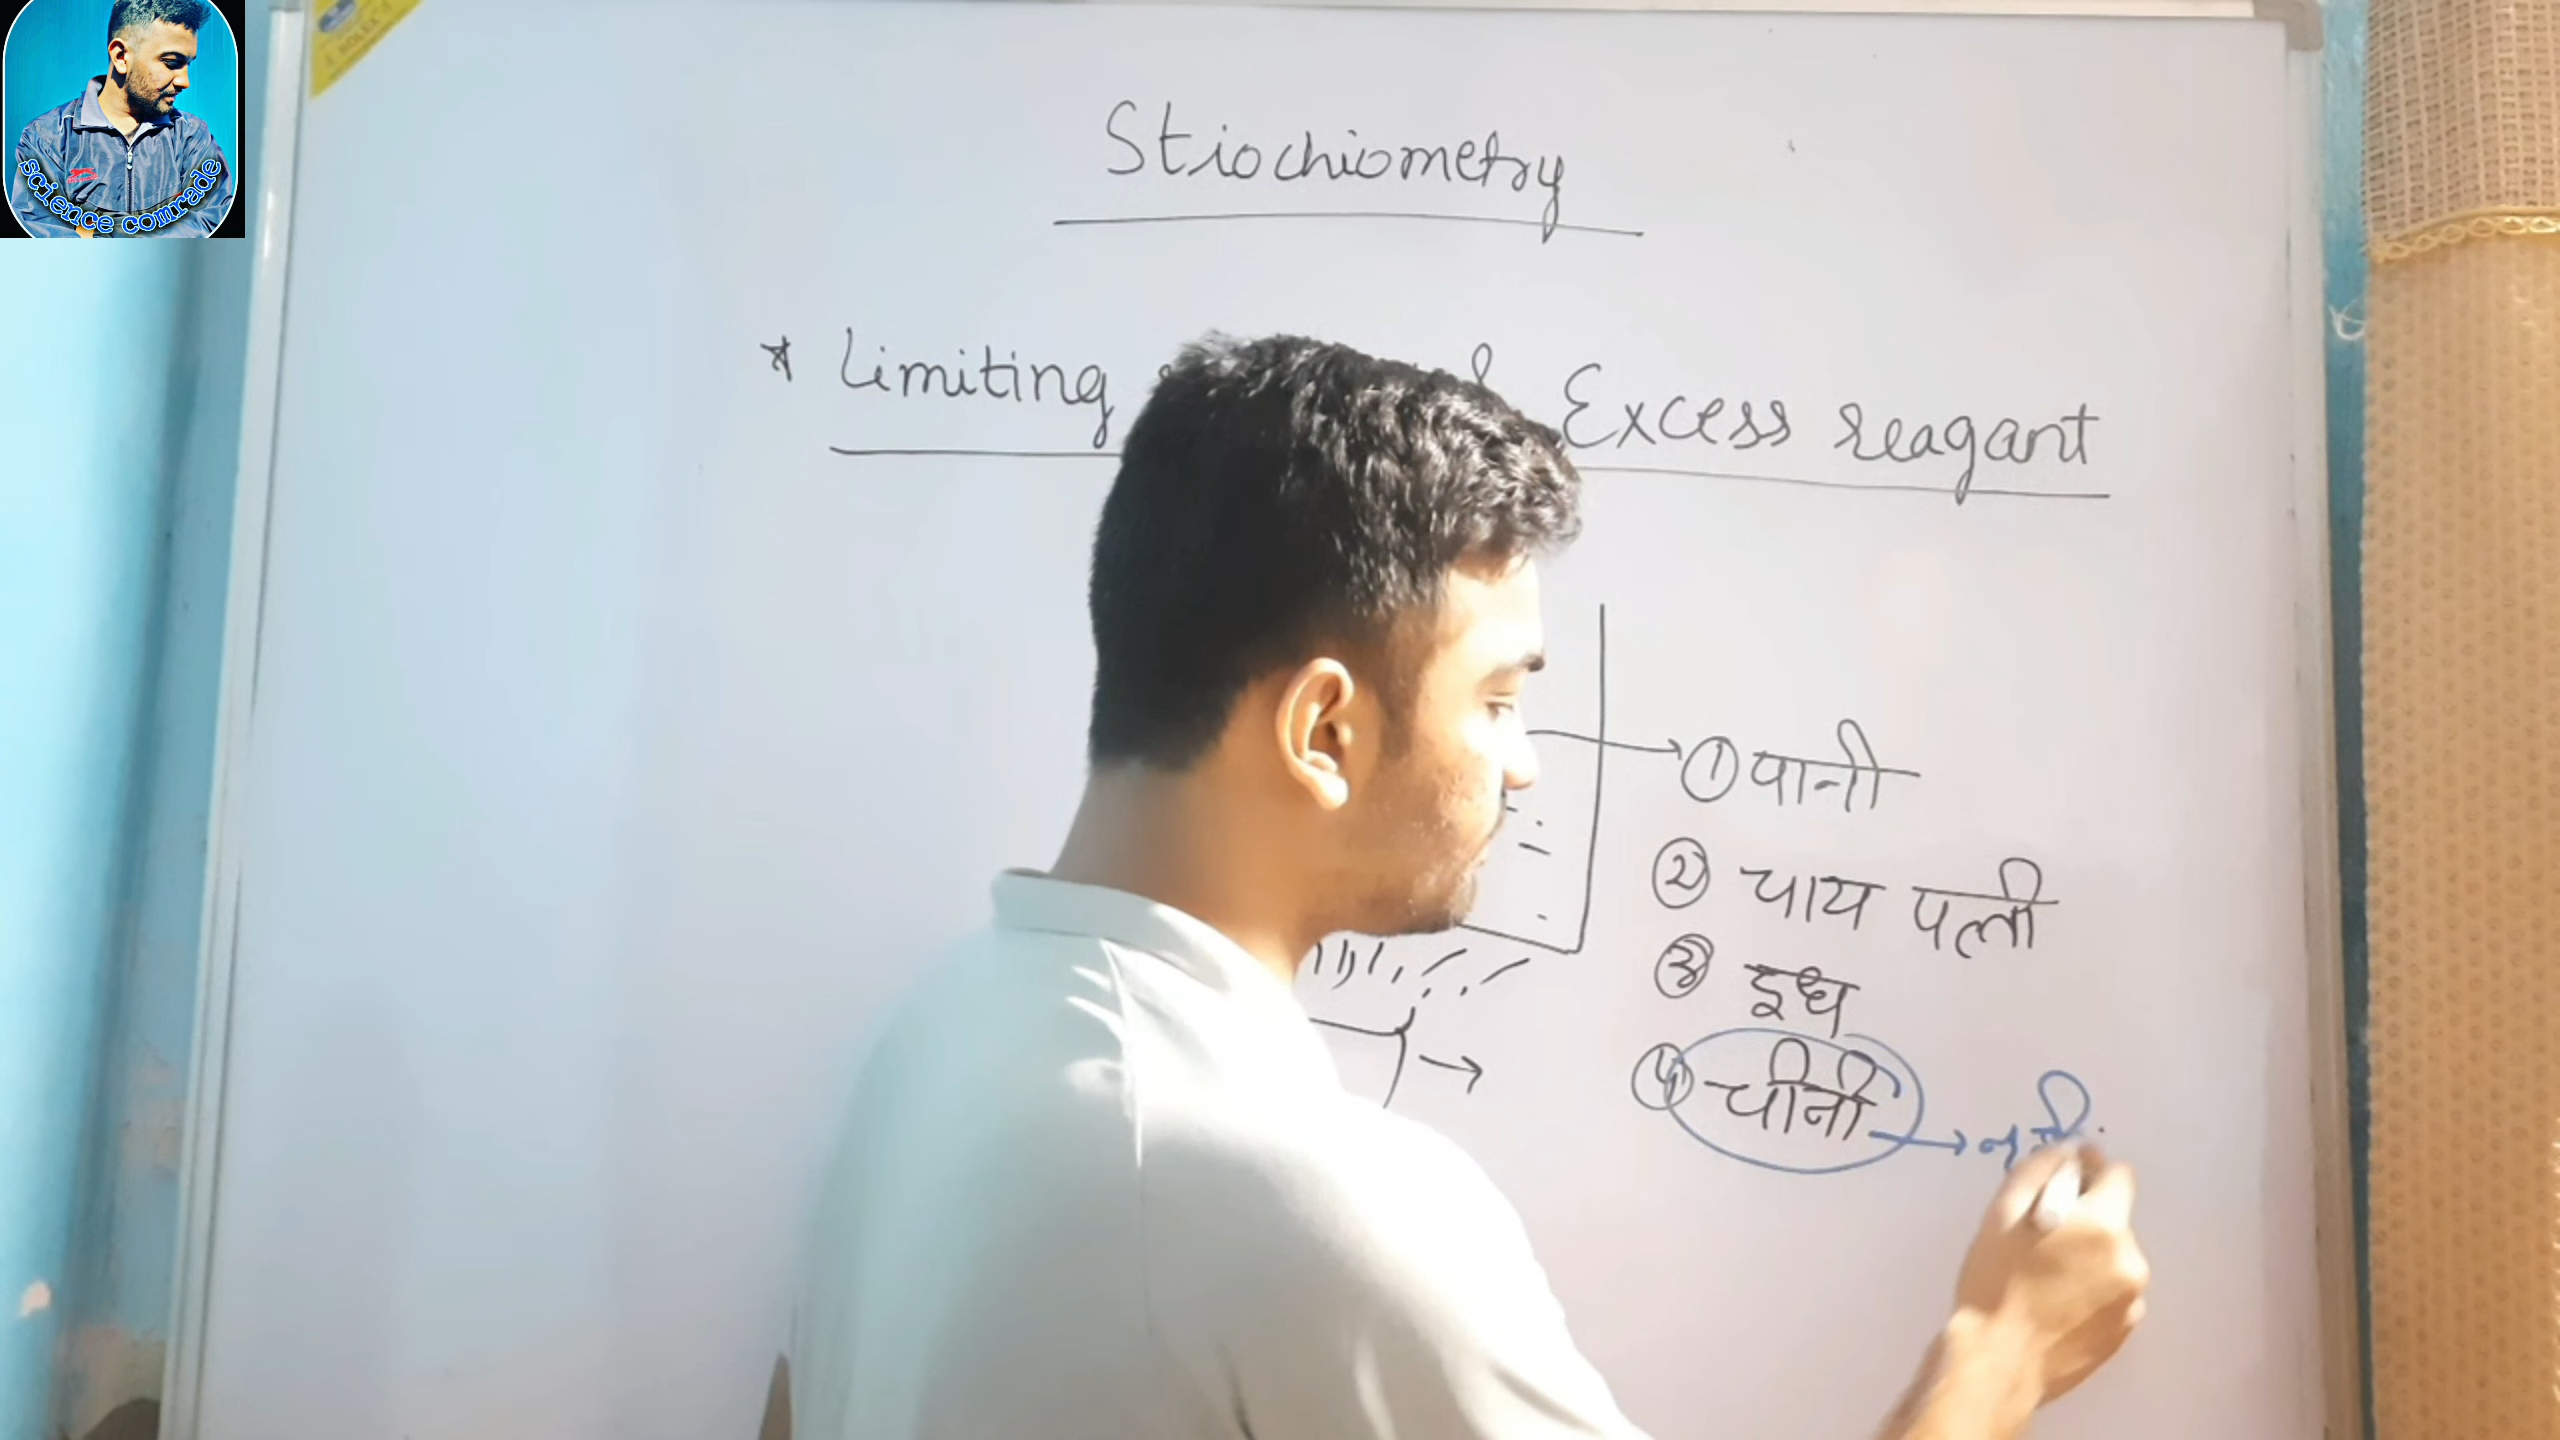 science comrade
Stiochiometry
* Limiting & Excess reagant
① पानी
② चाय पत्ती
③ दुध
④ चीनी →